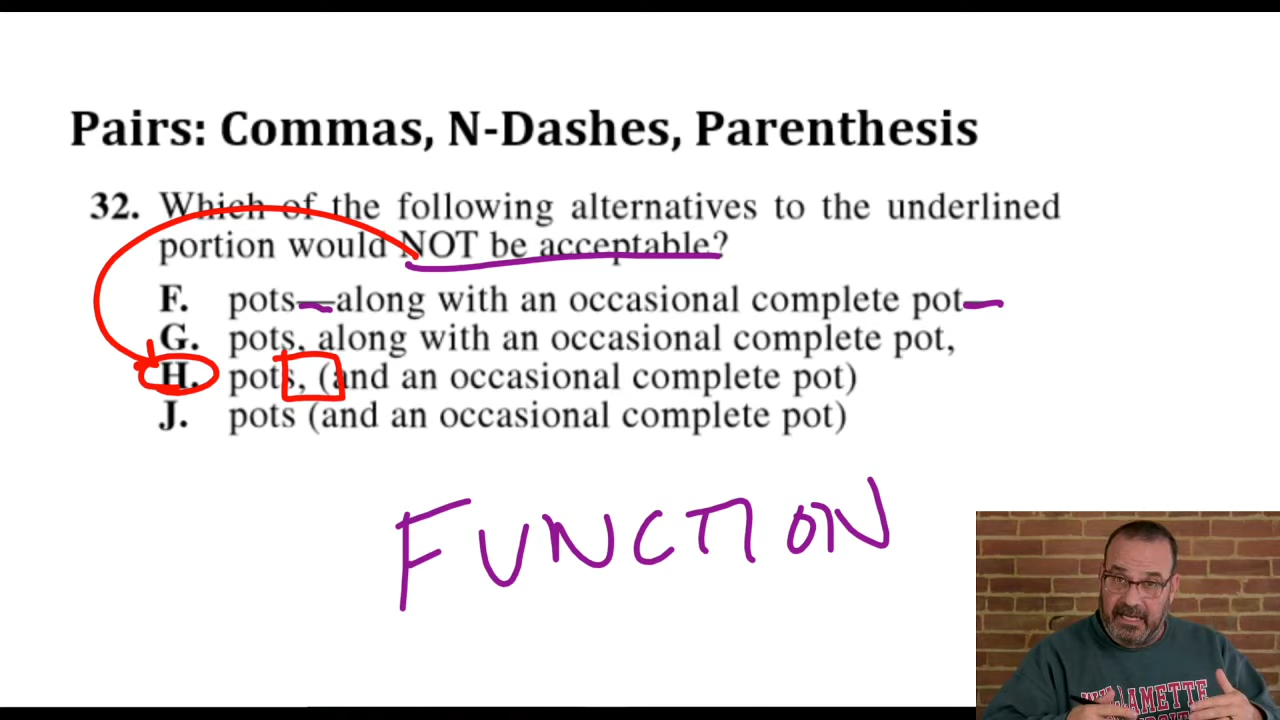 Pairs: Commas, N-Dashes, Parenthesis
32. Which of the following alternatives to the underlined
portion would NOT be acceptable?
F. pots—along with an occasional complete pot—
G. pots, along with an occasional complete pot,
H. pots, (and an occasional complete pot)
J. pots (and an occasional complete pot)
FUNCTION
WILLAMETTE